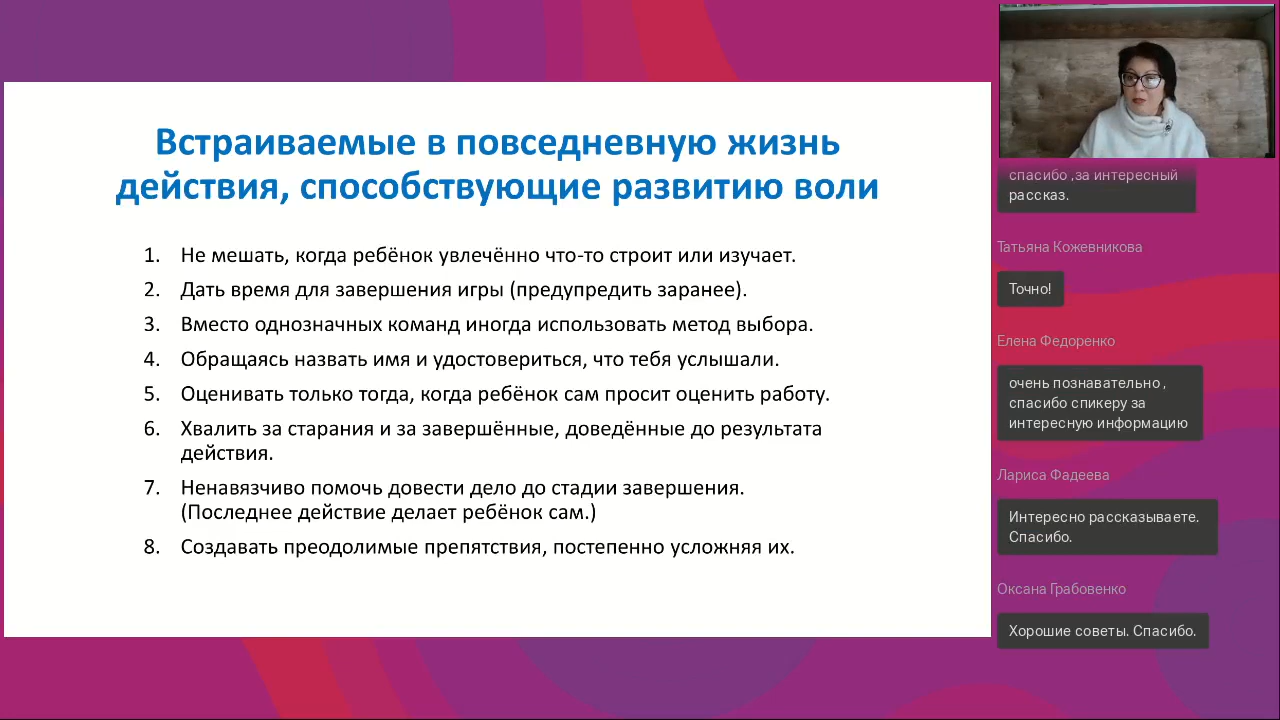 Встраиваемые в повседневную жизнь
действия, способствующие развитию воли
1. Не мешать, когда ребёнок увлечённо что-то строит или изучает.
2. Дать время для завершения игры (предупредить заранее).
3. Вместо однозначных команд иногда использовать метод выбора.
4. Обращаясь назвать имя и удостовериться, что тебя услышали.
5. Оценивать только тогда, когда ребёнок сам просит оценить работу.
6. Хвалить за старания и за завершённые, доведённые до результата
действия.
7. Ненавязчиво помочь довести дело до стадии завершения.
(Последнее действие делает ребёнок сам.)
8. Создавать преодолимые препятствия, постепенно усложняя их.
спасибо ,за интересный
рассказ.
Татьяна Кожевникова
Точно!
Елена Федоренко
очень познавательно ,
спасибо спикеру за
интересную информацию
Лариса Фадеева
Интересно рассказываете.
Спасибо.
Оксана Грабовенко
Хорошие советы. Спасибо.